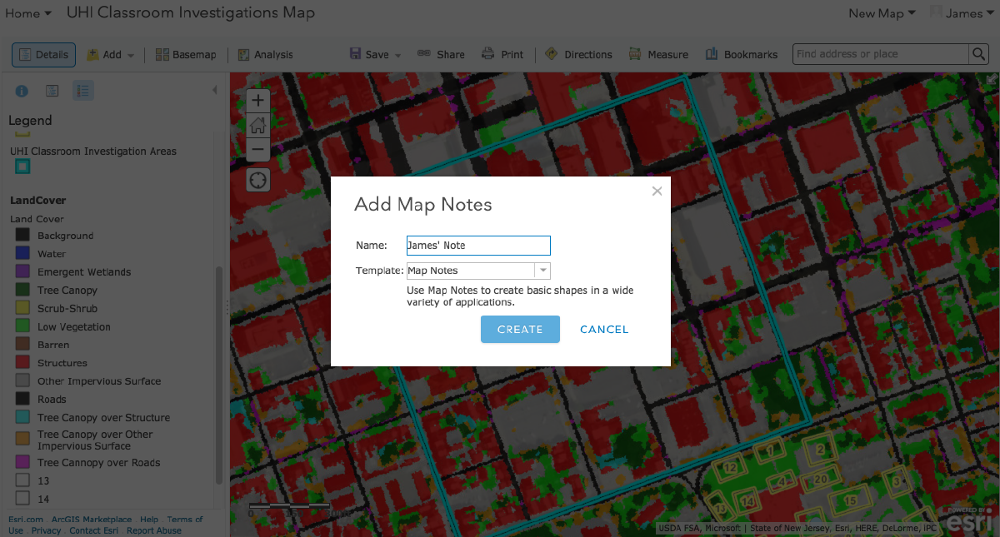 Home UHI Classroom Investigations Map New Map James
Details Add Basemap Analysis Save Share Print Directions Measure Bookmarks Find address or place
Legend
UHI Classroom Investigation Areas
LandCover
Land Cover
Background
Water
Emergent Wetlands
Tree Canopy
Scrub-Shrub
Low Vegetation
Barren
Structures
Other Impervious Surface
Roads
Tree Canopy over Structure
Tree Canopy over Other
Impervious Surface
Tree Cannopy over Roads
13
14
Esri.com . ArcGIS Marketplace . Help . Terms of
Use . Privacy . Contact Esri . Report Abuse
Add Map Notes
Name: James' Note
Template: Map Notes
Use Map Notes to create basic shapes in a wide
variety of applications.
CREATE CANCEL
1
2
12
4
20
3
13
14
15
0
POWERED BY
esri
USDA FSA, Microsoft | State of New Jersey, Esri, HERE, DeLorme, iPC